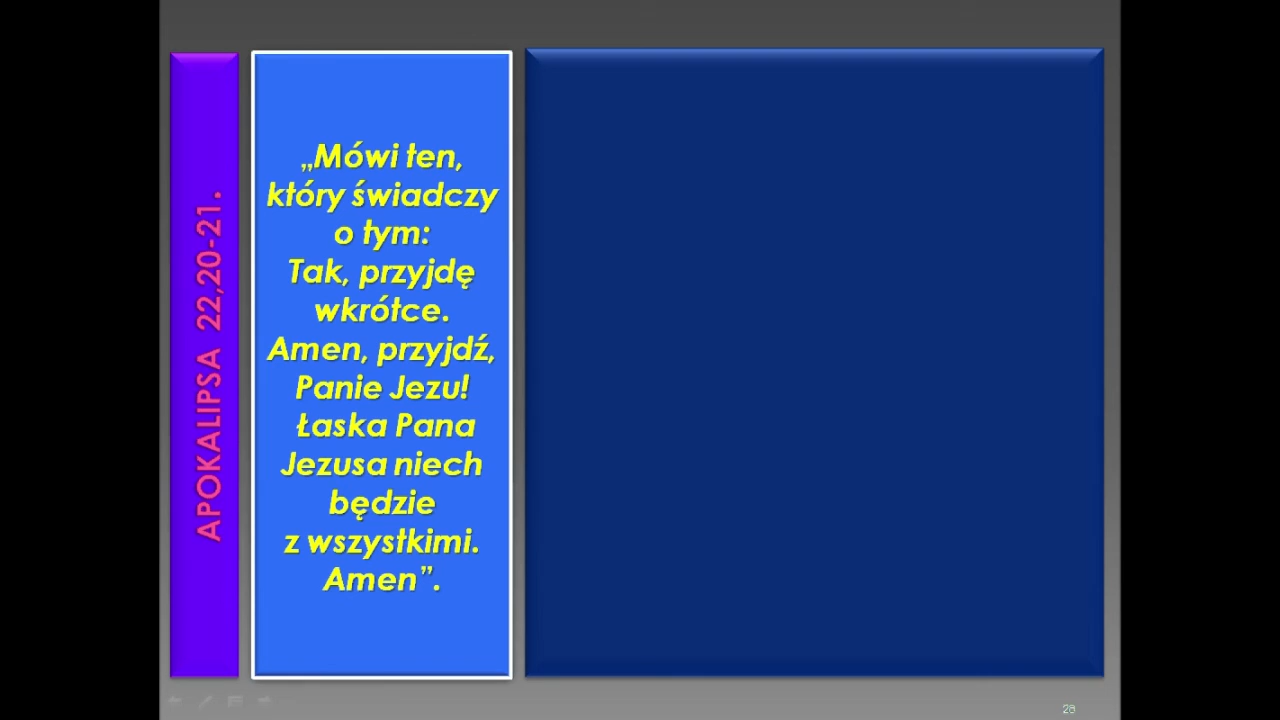 APOKALIPSA 22,20-21.
„Mówi ten,
który świadczy
o tym:
Tak, przyjdę
wkrótce.
Amen, przyjdź,
Panie Jezu!
Łaska Pana
Jezusa niech
będzie
z wszystkimi.
Amen”.
28